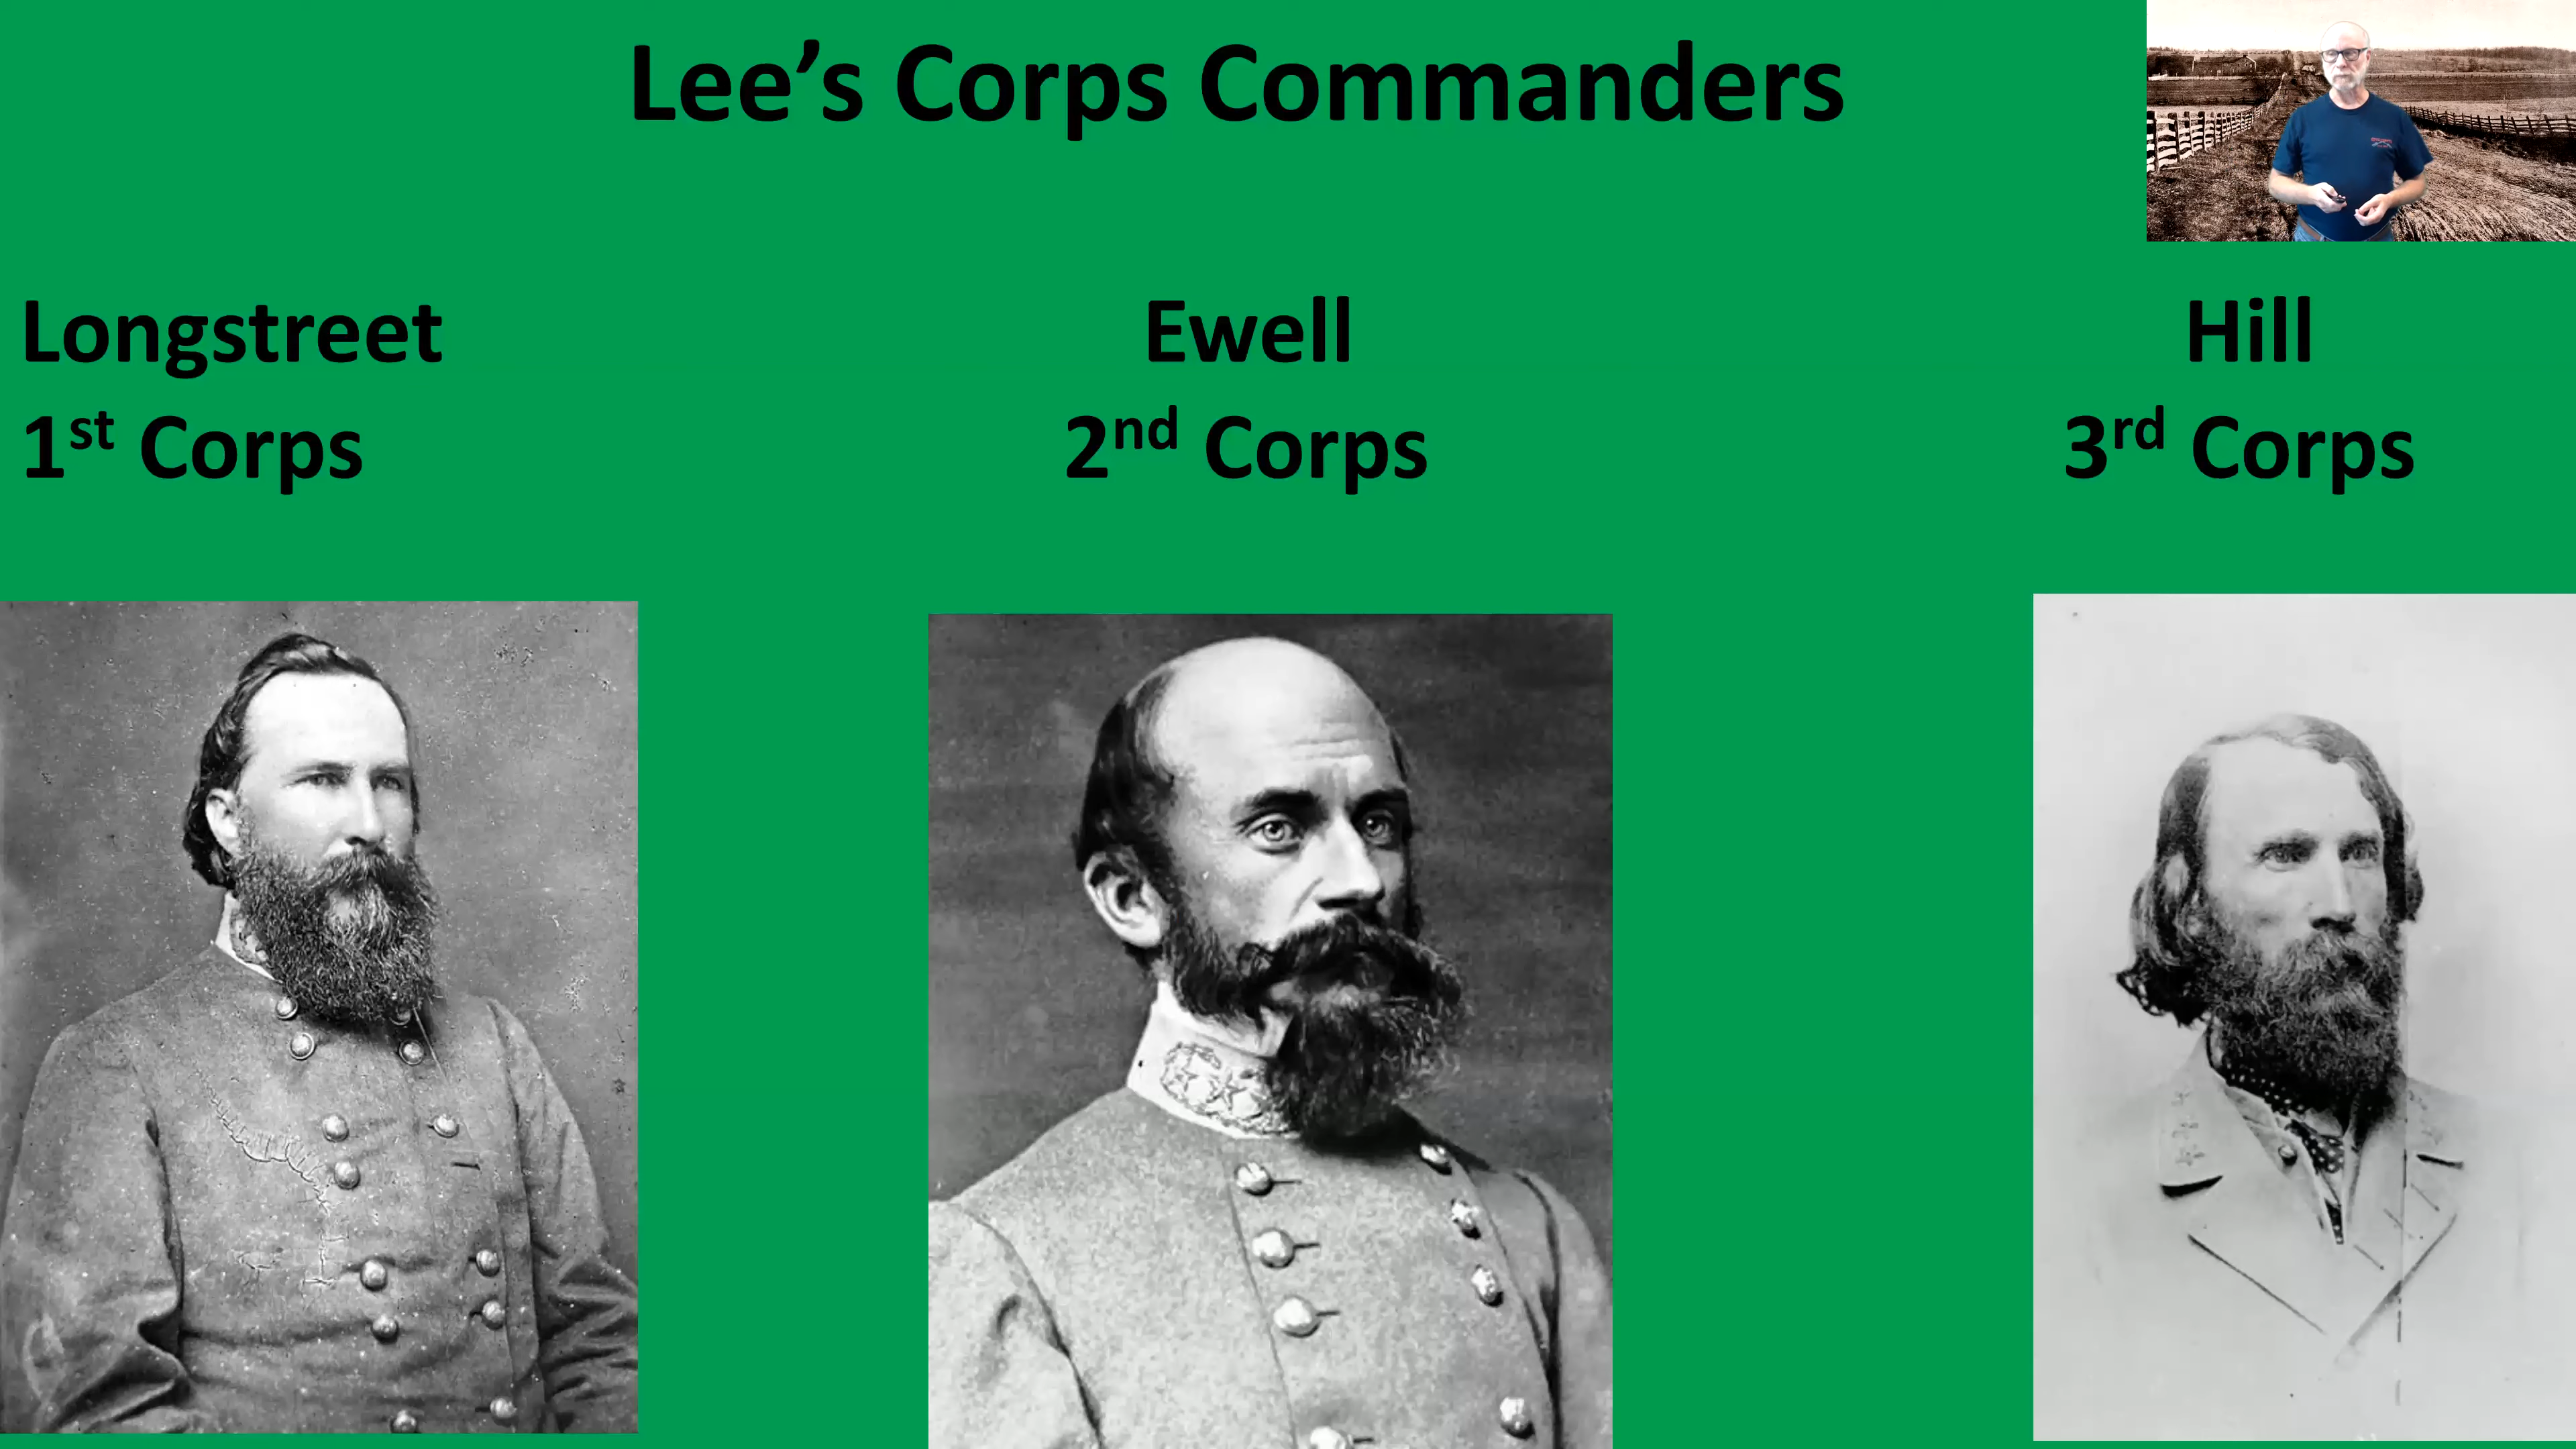 Lee’s Corps Commanders
Longstreet
1st Corps
Ewell
2nd Corps
Hill
3rd Corps